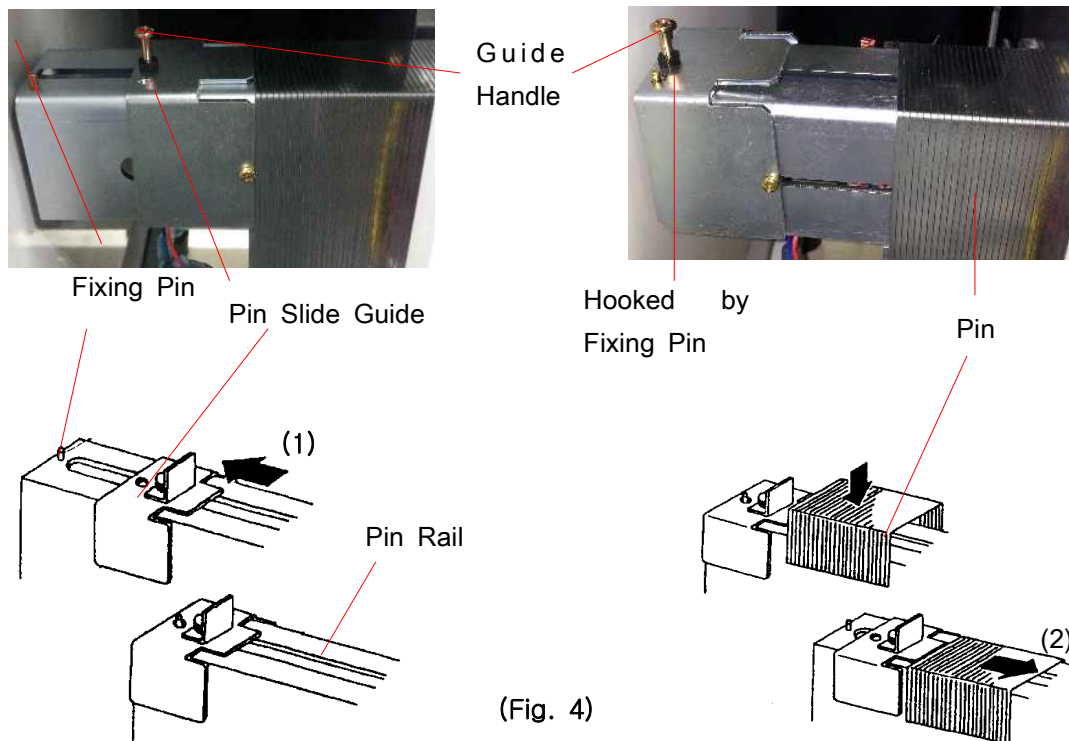 Guide
Handle
Fixing Pin
Pin Slide Guide
Hooked by
Fixing Pin
Pin
(1)
Pin Rail
(2)
(Fig. 4)